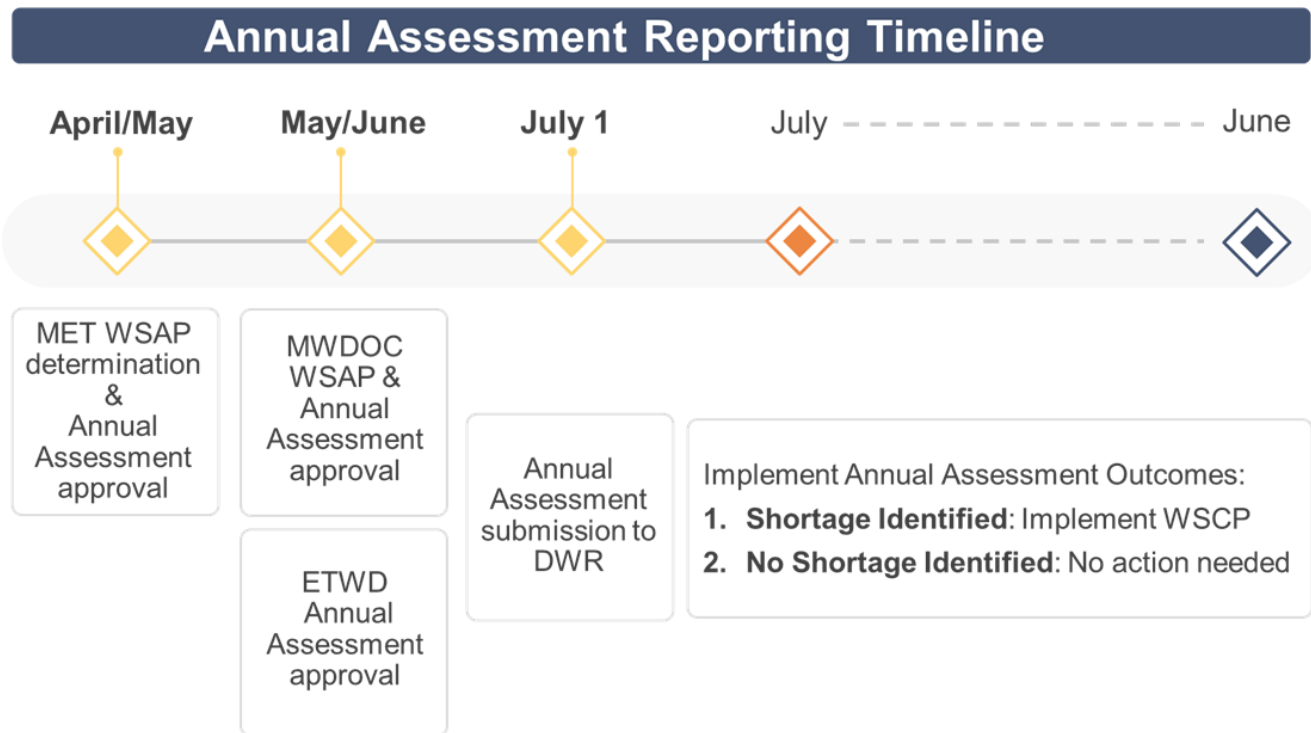 Annual Assessment Reporting Timeline
April/May
May/June
July 1
July
June
MET WSAP
determination
&
Annual
Assessment
approval
MWDOC
WSAP &
Annual
Assessment
approval
ETWD
Annual
Assessment
approval
Annual
Assessment
submission to
DWR
Implement Annual Assessment Outcomes:
1. Shortage Identified: Implement WSCP
2. No Shortage Identified: No action needed